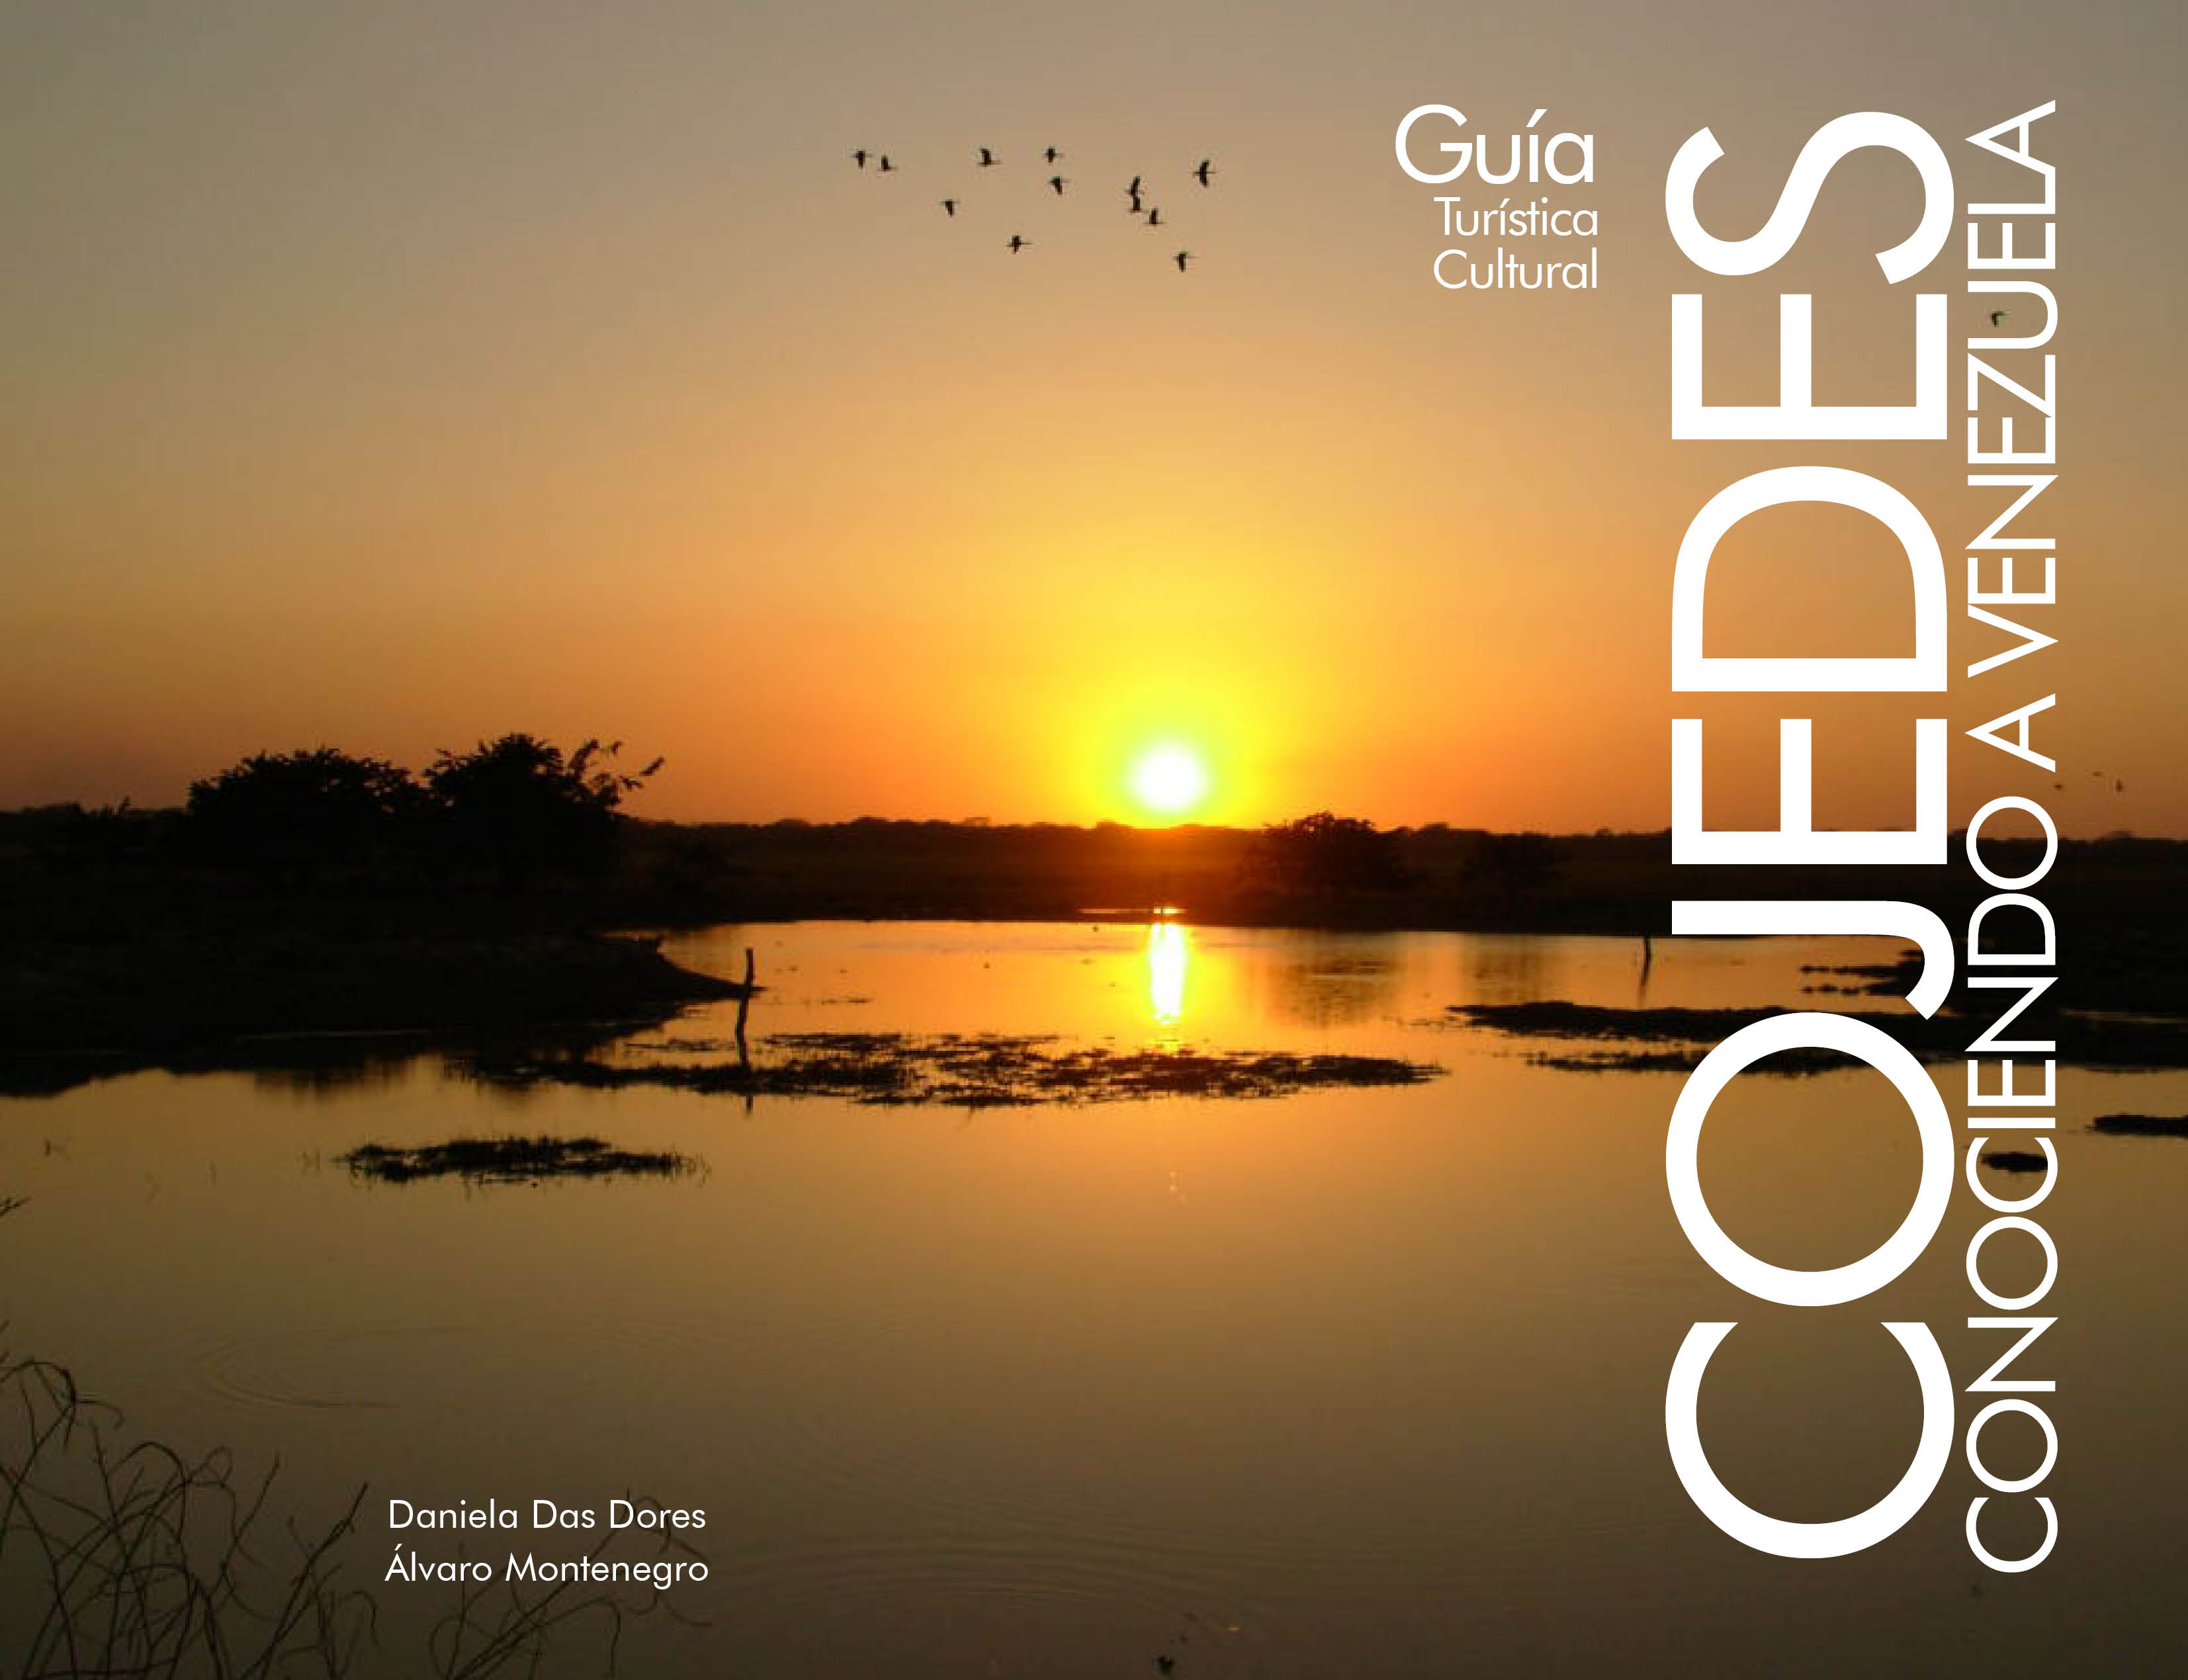 Guía
Turística
Cultural
COJEDES
CONOCIENDO A VENEZUELA
Daniela Das Dores
Álvaro Montenegro